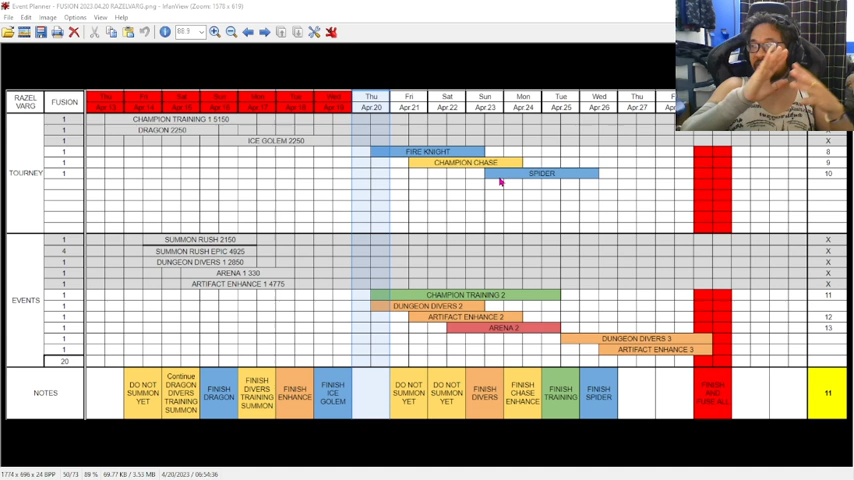 Event Planner - FUSION 2023.04.20 RAZELVARG.png - IrfanView (Zoom: 1578 x 619)
File Edit Image Options View Help
88.9
RAZEL VARG FUSION Thu Apr.13 Fri Apr.14 Sat Apr.15 Sun Apr.16 Mon Apr.17 Tue Apr.18 Wed Apr.19 Thu Apr.20 Fri Apr.21 Sat Apr.22 Sun Apr.23 Mon Apr.24 Tue Apr.25 Wed Apr.26 Thu Apr.27
TOURNEY
1 CHAMPION TRAINING 1 5150
1 DRAGON 2250 X
1 ICE GOLEM 2250 X
1 FIRE KNIGHT 8
1 CHAMPION CHASE 9
1 SPIDER 10
EVENTS
1 SUMMON RUSH 2150 X
4 SUMMON RUSH EPIC 4925 X
1 DUNGEON DIVERS 1 2850 X
1 ARENA 1 330 X
1 ARTIFACT ENHANCE 1 4775 X
1 CHAMPION TRAINING 2 11
1 DUNGEON DIVERS 2
1 ARTIFACT ENHANCE 2 12
1 ARENA 2 13
1 DUNGEON DIVERS 3
1 ARTIFACT ENHANCE 3
20
NOTES
DO NOT SUMMON YET
Continue DRAGON DIVERS TRAINING SUMMON
FINISH DRAGON
FINISH DIVERS TRAINING SUMMON
FINISH ENHANCE
FINISH ICE GOLEM
DO NOT SUMMON YET
DO NOT SUMMON YET
FINISH DIVERS
FINISH CHASE ENHANCE
FINISH TRAINING
FINISH SPIDER
FINISH AND FUSE ALL
11
1774 x 696 x 24 BPP 50/73 89 % 69.77 KB / 3.53 MB 4/20/2023 / 06:54:36